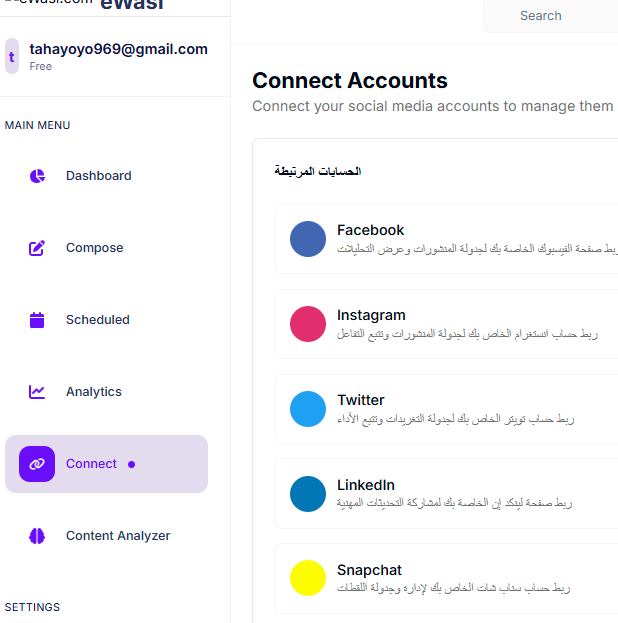 eWasl.com eWasl
t
tahayoyo969@gmail.com
Free
MAIN MENU
Dashboard
Compose
Scheduled
Analytics
Connect
Content Analyzer
SETTINGS
Search
Connect Accounts
Connect your social media accounts to manage them
الحسابات المرتبطة
Facebook
ربط صفحة الفيسبوك الخاصة بك لجدولة المنشورات وعرض التحليلات
Instagram
ربط حساب انستغرام الخاص بك لجدولة المنشورات وتتبع التفاعل
Twitter
ربط حساب تويتر الخاص بك لجدولة التغريدات وتتبع الأداء
LinkedIn
ربط صفحة لينكد إن الخاصة بك لمشاركة التحديثات المهنية
Snapchat
ربط حساب سناب شات الخاص بك لإدارة وجدولة اللقطات